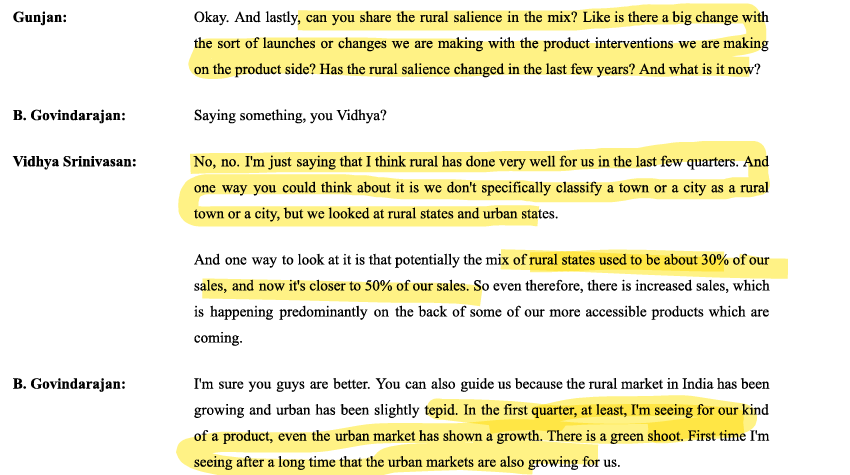 Gunjan: Okay. And lastly, can you share the rural salience in the mix? Like is there a big change with
the sort of launches or changes we are making with the product interventions we are making
on the product side? Has the rural salience changed in the last few years? And what is it now?
B. Govindarajan: Saying something, you Vidhya?
Vidhya Srinivasan: No, no. I'm just saying that I think rural has done very well for us in the last few quarters. And
one way you could think about it is we don't specifically classify a town or a city as a rural
town or a city, but we looked at rural states and urban states.
And one way to look at it is that potentially the mix of rural states used to be about 30% of our
sales, and now it's closer to 50% of our sales. So even therefore, there is increased sales, which
is happening predominantly on the back of some of our more accessible products which are
coming.
B. Govindarajan: I'm sure you guys are better. You can also guide us because the rural market in India has been
growing and urban has been slightly tepid. In the first quarter, at least, I'm seeing for our kind
of a product, even the urban market has shown a growth. There is a green shoot. First time I'm
seeing after a long time that the urban markets are also growing for us.